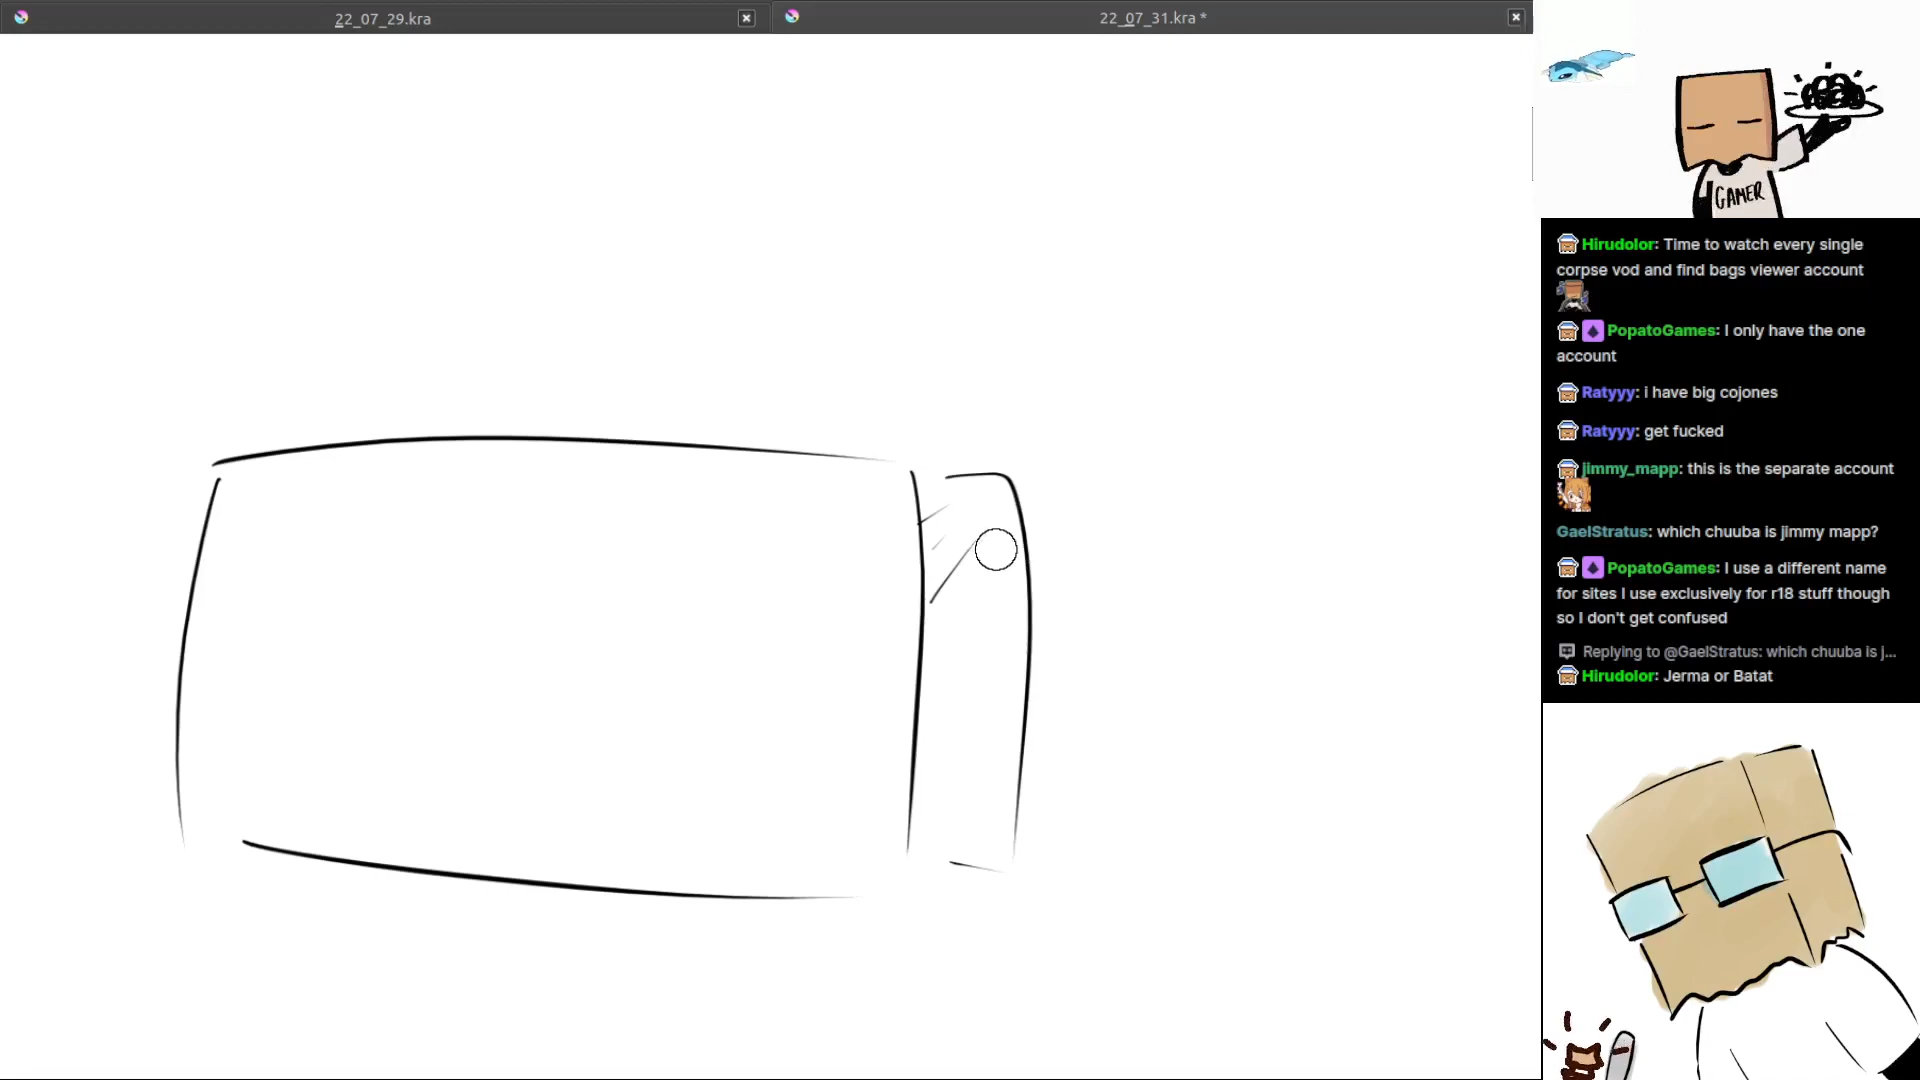 22_07_29.kra
22_07_31.kra *
GAMER
Hirudolor: Time to watch every single
corpse vod and find bags viewer account
PopatoGames: I only have the one
account
Ratyyy: i have big cojones
Ratyyy: get fucked
jimmy_mapp: this is the separate account
GaelStratus: which chuuba is jimmy mapp?
PopatoGames: I use a different name
for sites I use exclusively for r18 stuff though
so I don't get confused
Replying to @GaelStratus: which chuuba is j...
Hirudolor: Jerma or Batat